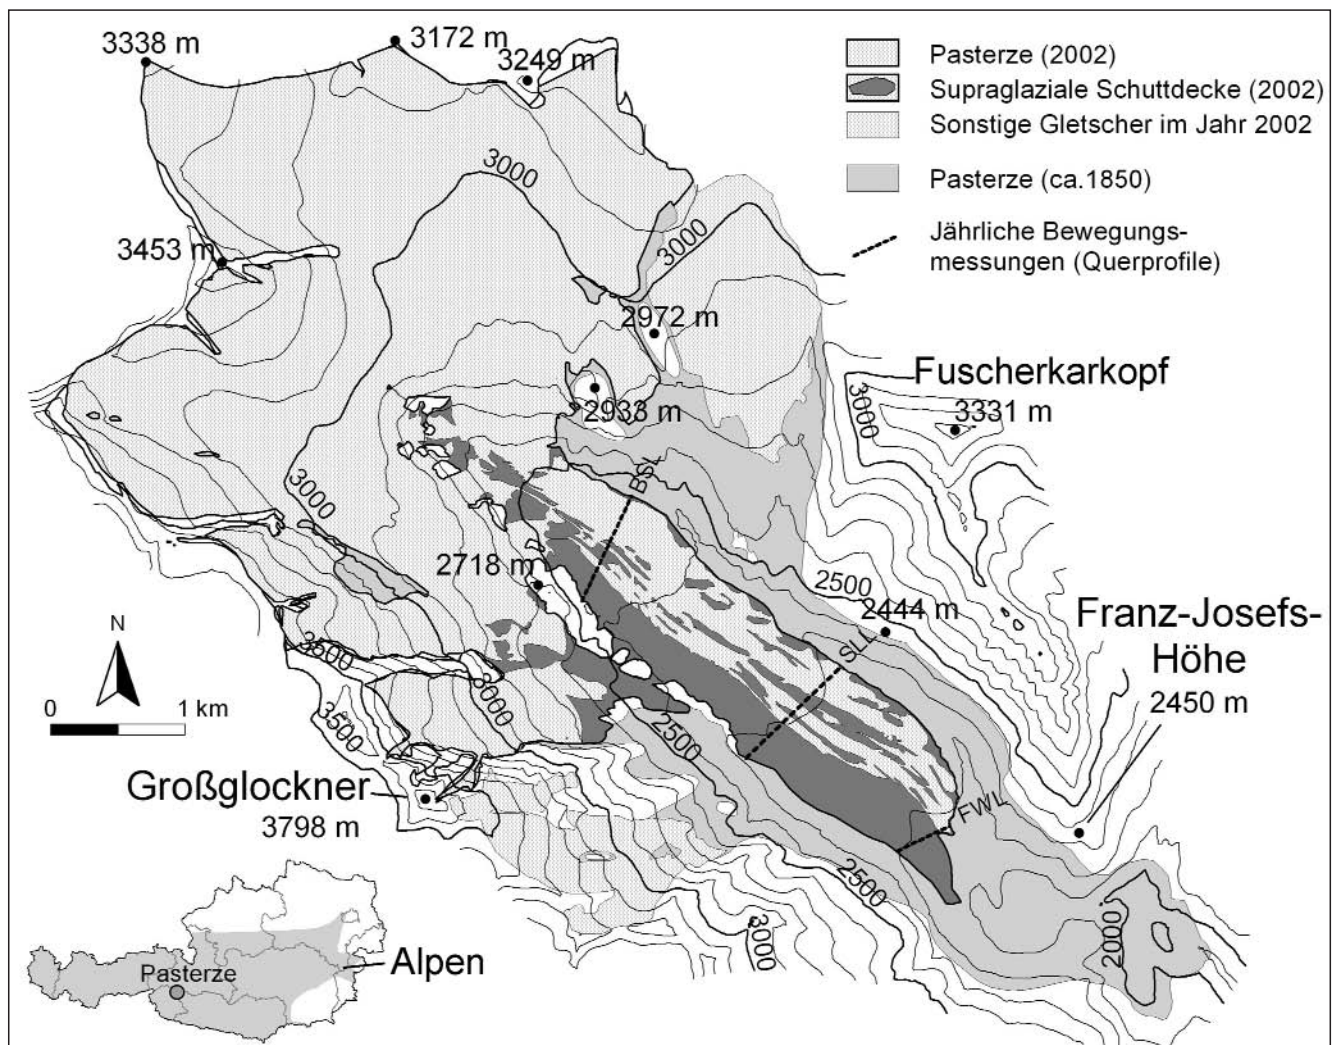 3338 m
3172 m
3249 m
Pasterze (2002)
Supraglaziale Schuttdecke (2002)
Sonstige Gletscher im Jahr 2002
Pasterze (ca.1850)
Jährliche Bewegungs-
messungen (Querprofile)
3000
3000
3453 m
2972 m
Fuscherkarkopf
3331 m
3000
2933 m
BSL
3000
2718 m
2500
2444 m
SLL
Franz-Josefs-
Höhe
2450 m
N
0 1 km
3500
3000
3500
2500
Großglockner
3798 m
FWL
2500
3000
2000
Alpen
Pasterze